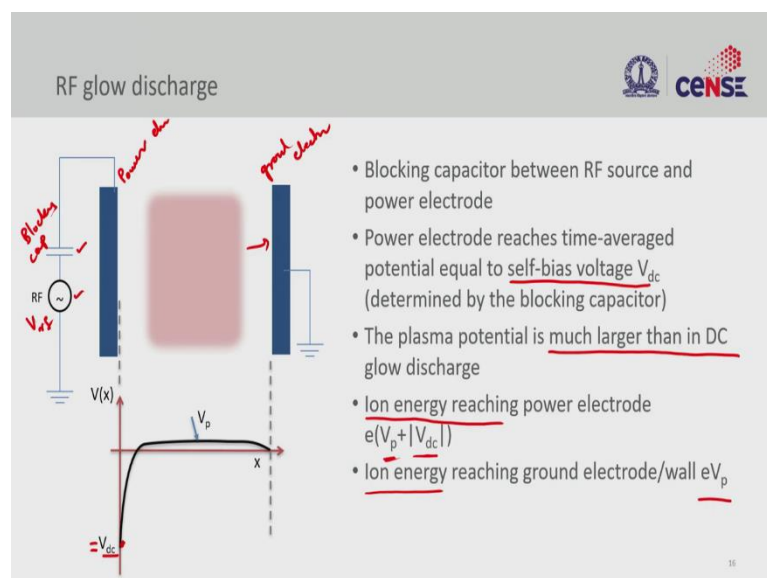 RF glow discharge
CeNSE
Power
ground
Blocking
cap
RF
~
V(x)
Vp
x
=Vdc
• Blocking capacitor between RF source and
power electrode
• Power electrode reaches time-averaged
potential equal to self-bias voltage Vdc
(determined by the blocking capacitor)
• The plasma potential is much larger than in DC
glow discharge
• Ion energy reaching power electrode
e(Vp+|Vdc|)
• Ion energy reaching ground electrode/wall eVp
16